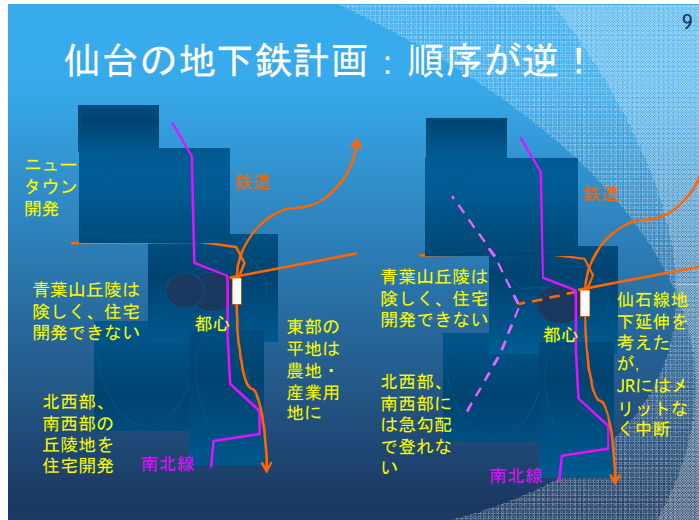 9
仙台の地下鉄計画：順序が逆！
ニュー
タウン
開発
鉄道
青葉山丘陵は
険しく、住宅
開発できない
都心
東部の
平地は
農地・
産業用
地に
北西部、
南西部の
丘陵地を
住宅開発
南北線
鉄道
青葉山丘陵は
険しく、住宅
開発できない
都心
仙石線地
下延伸を
考えた
が,
JRにはメ
リットな
く中断
北西部、
南西部に
は急勾配
で登れな
い
南北線